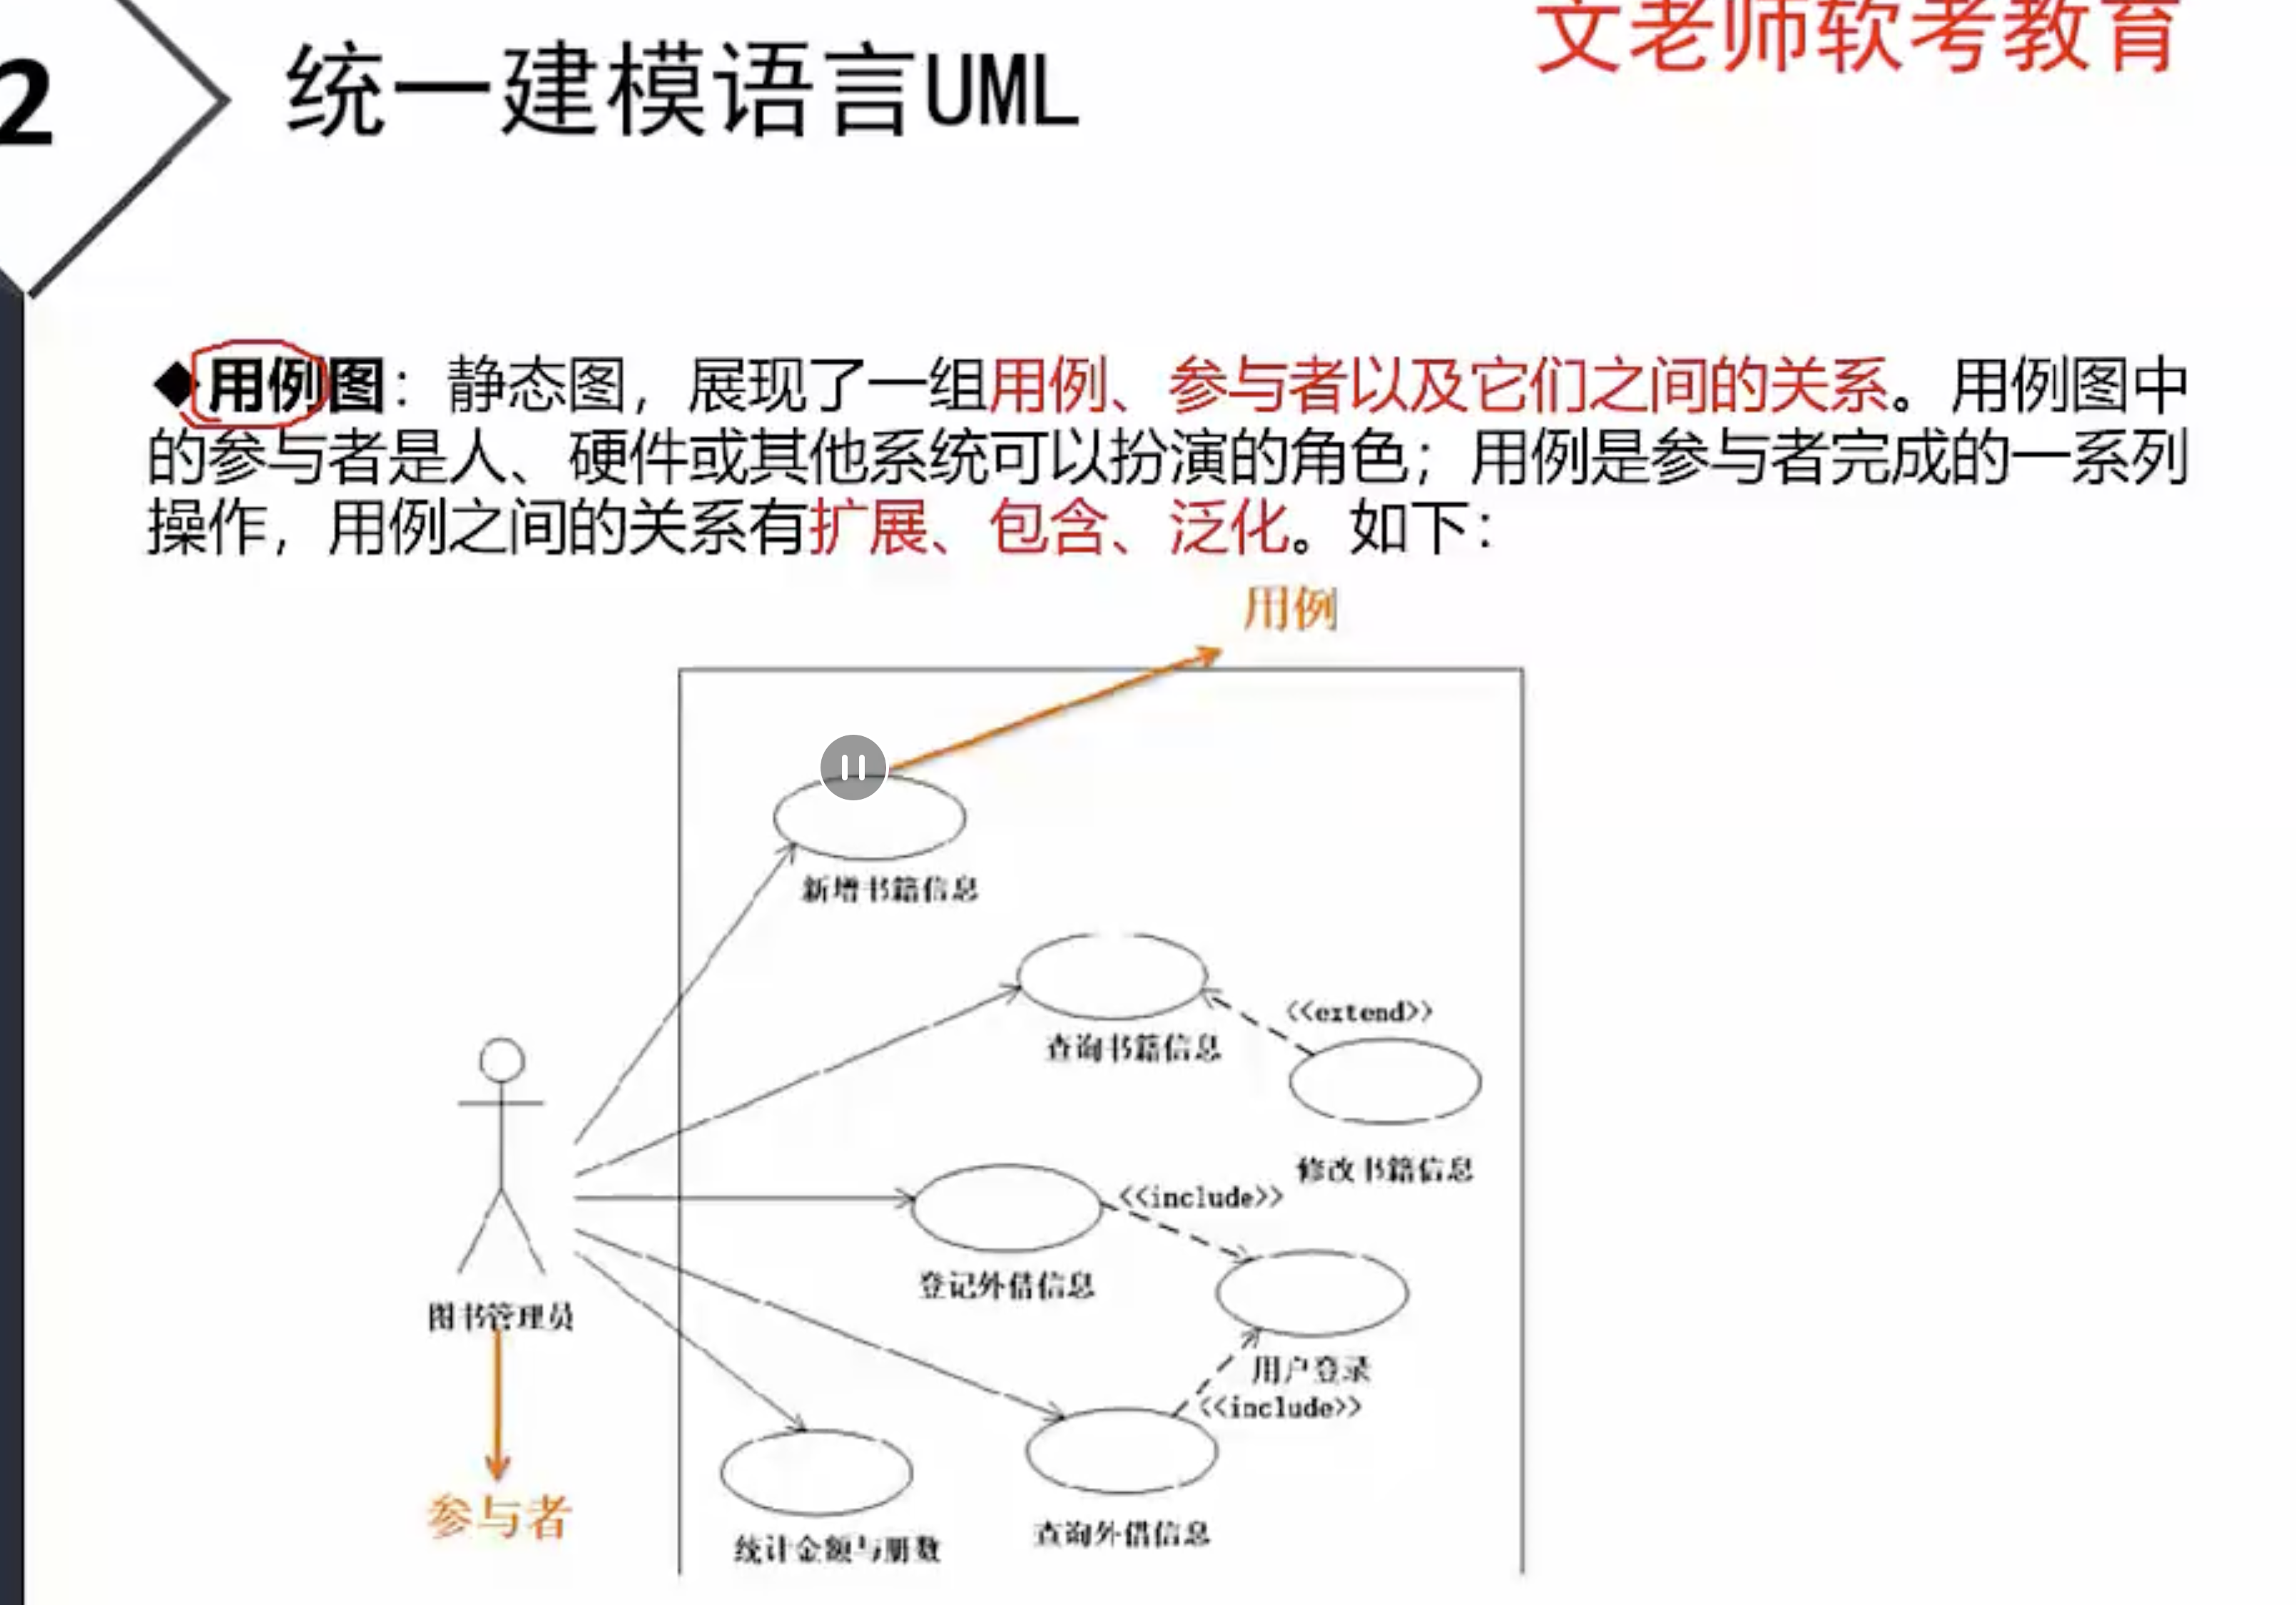 文老师软考教育
2
统一建模语言UML
◆用例图：静态图，展现了一组用例、参与者以及它们之间的关系。用例图中
的参与者是人、硬件或其他系统可以扮演的角色；用例是参与者完成的一系列
操作，用例之间的关系有扩展、包含、泛化。如下：
用例
新增书籍信息
查询书籍信息
<<extend>>
修改书籍信息
<<include>>
登记外借信息
图书管理员
用户登录
<<include>>
参与者
统计金额与册数
查询外借信息